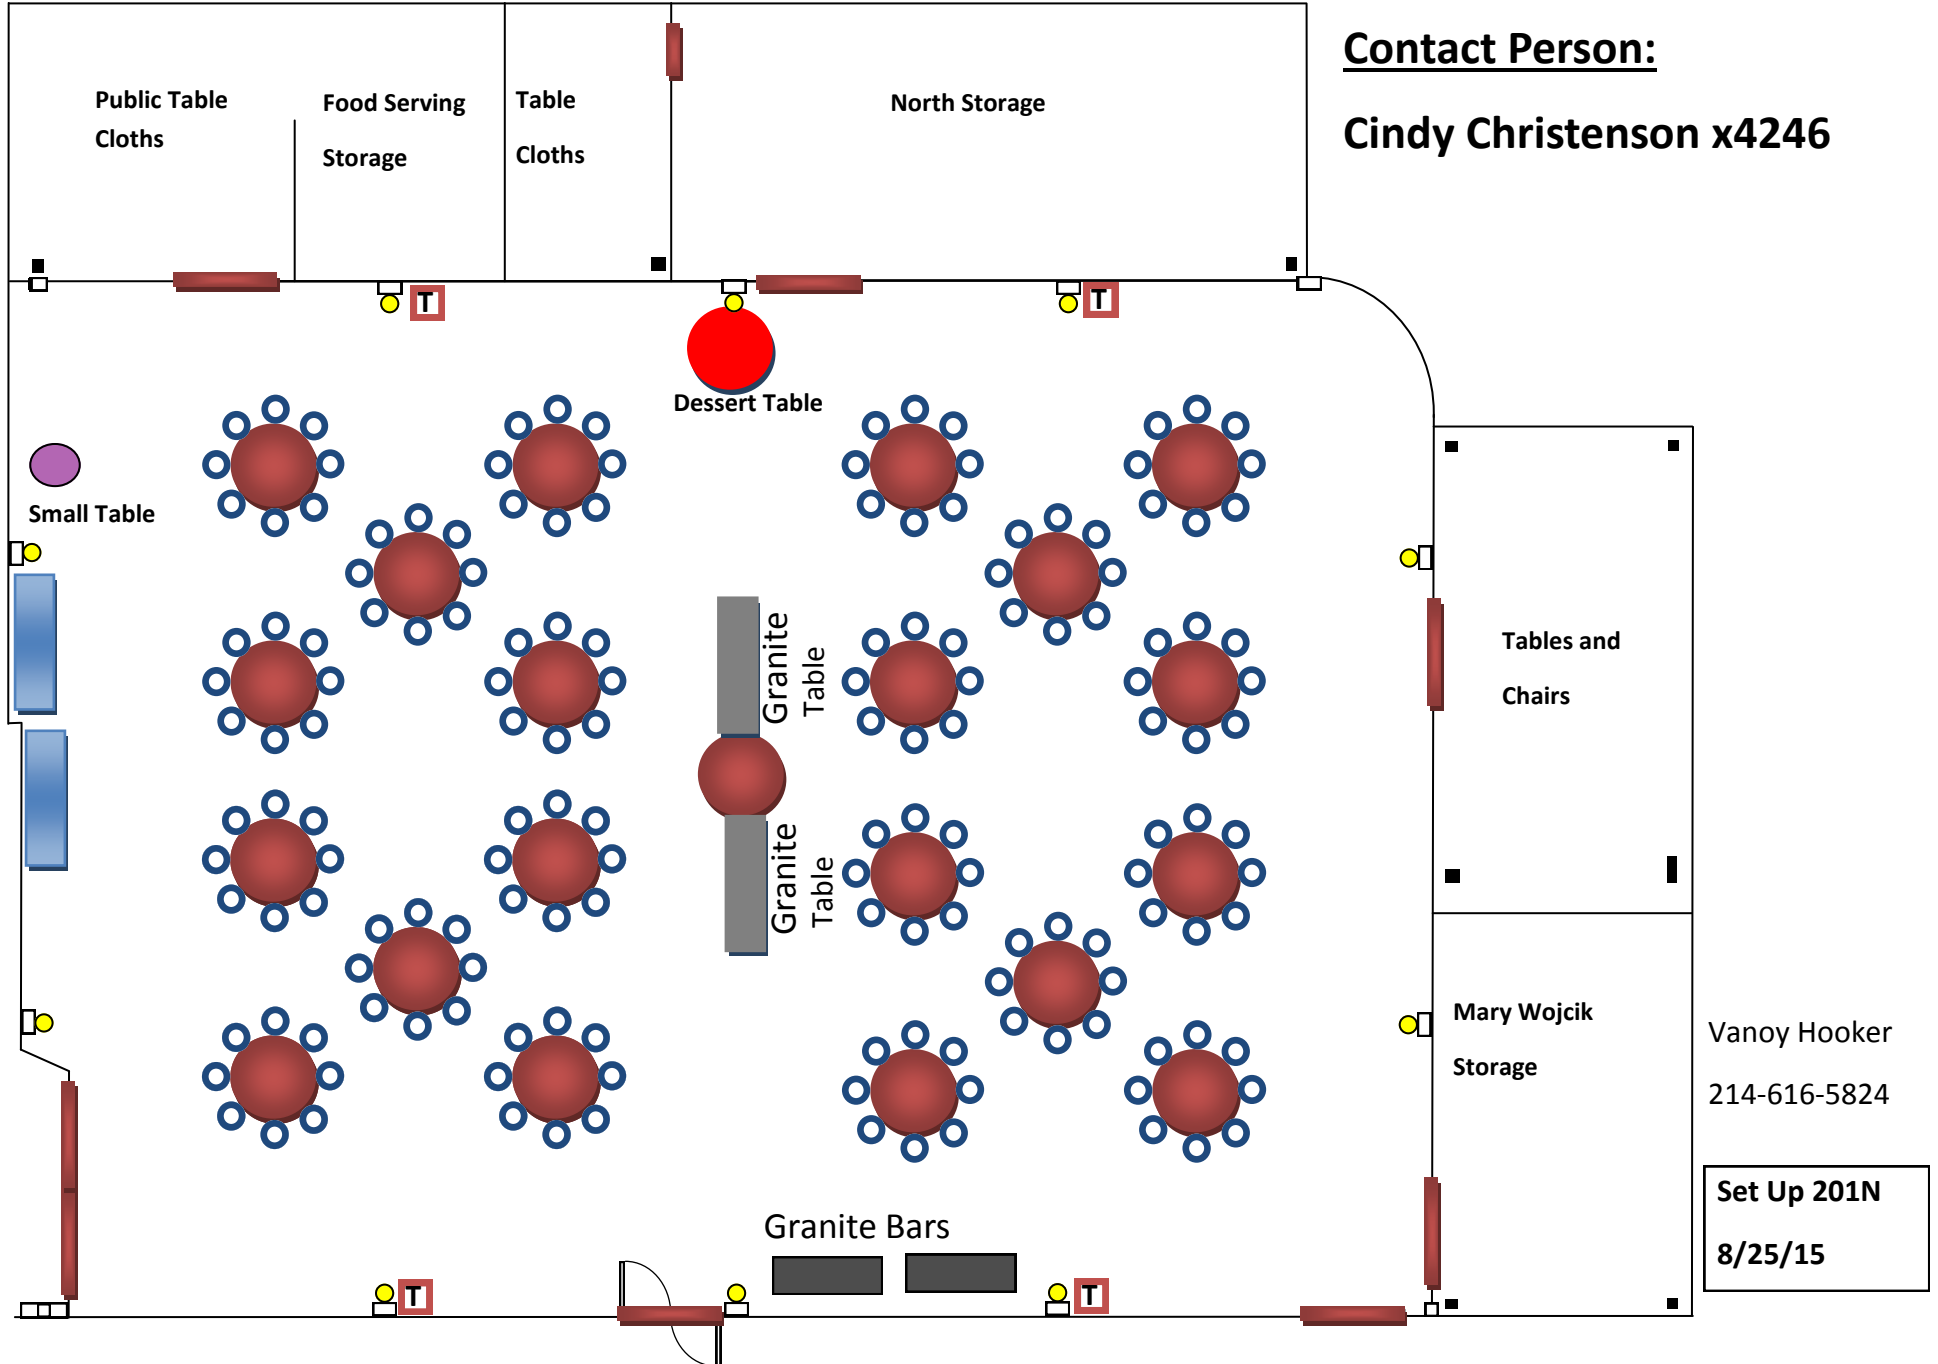 Contact Person:
Cindy Christenson x4246
Public Table
Cloths
Food Serving
Storage
Table
Cloths
North Storage
T
T
Dessert Table
Small Table
Granite
Table
Granite
Table
Tables and
Chairs
Mary Wojcik
Storage
Vanoy Hooker
214-616-5824
Set Up 201N
8/25/15
Granite Bars
T
T